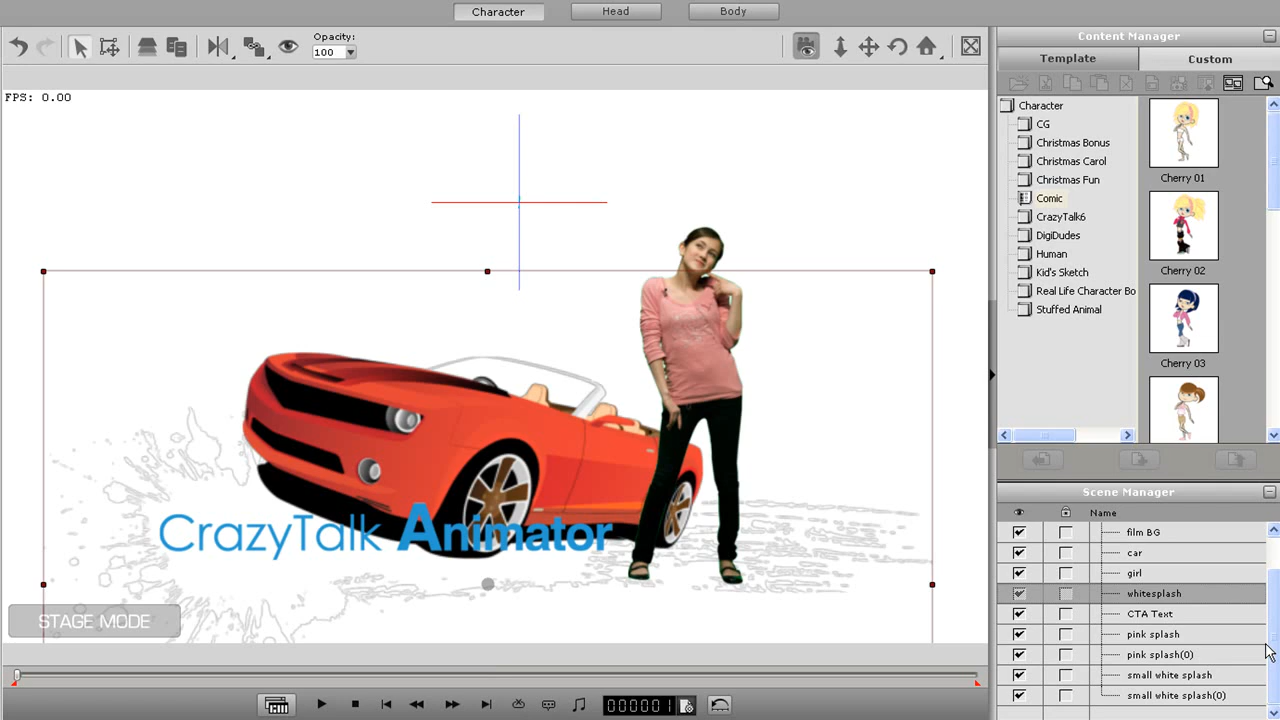 Character Head Body
Opacity:
100
FPS: 0.00
CrazyTalk Animator
STAGE MODE
000001
Content Manager
Template Custom
Character
CG
Christmas Bonus
Christmas Carol
Christmas Fun
Comic
CrazyTalk6
DigiDudes
Human
Kid's Sketch
Real Life Character Bo
Stuffed Animal
Cherry 01
Cherry 02
Cherry 03
Scene Manager
Name
film BG
car
girl
whitesplash
CTA Text
pink splash
pink splash(0)
small white splash
small white splash(0)